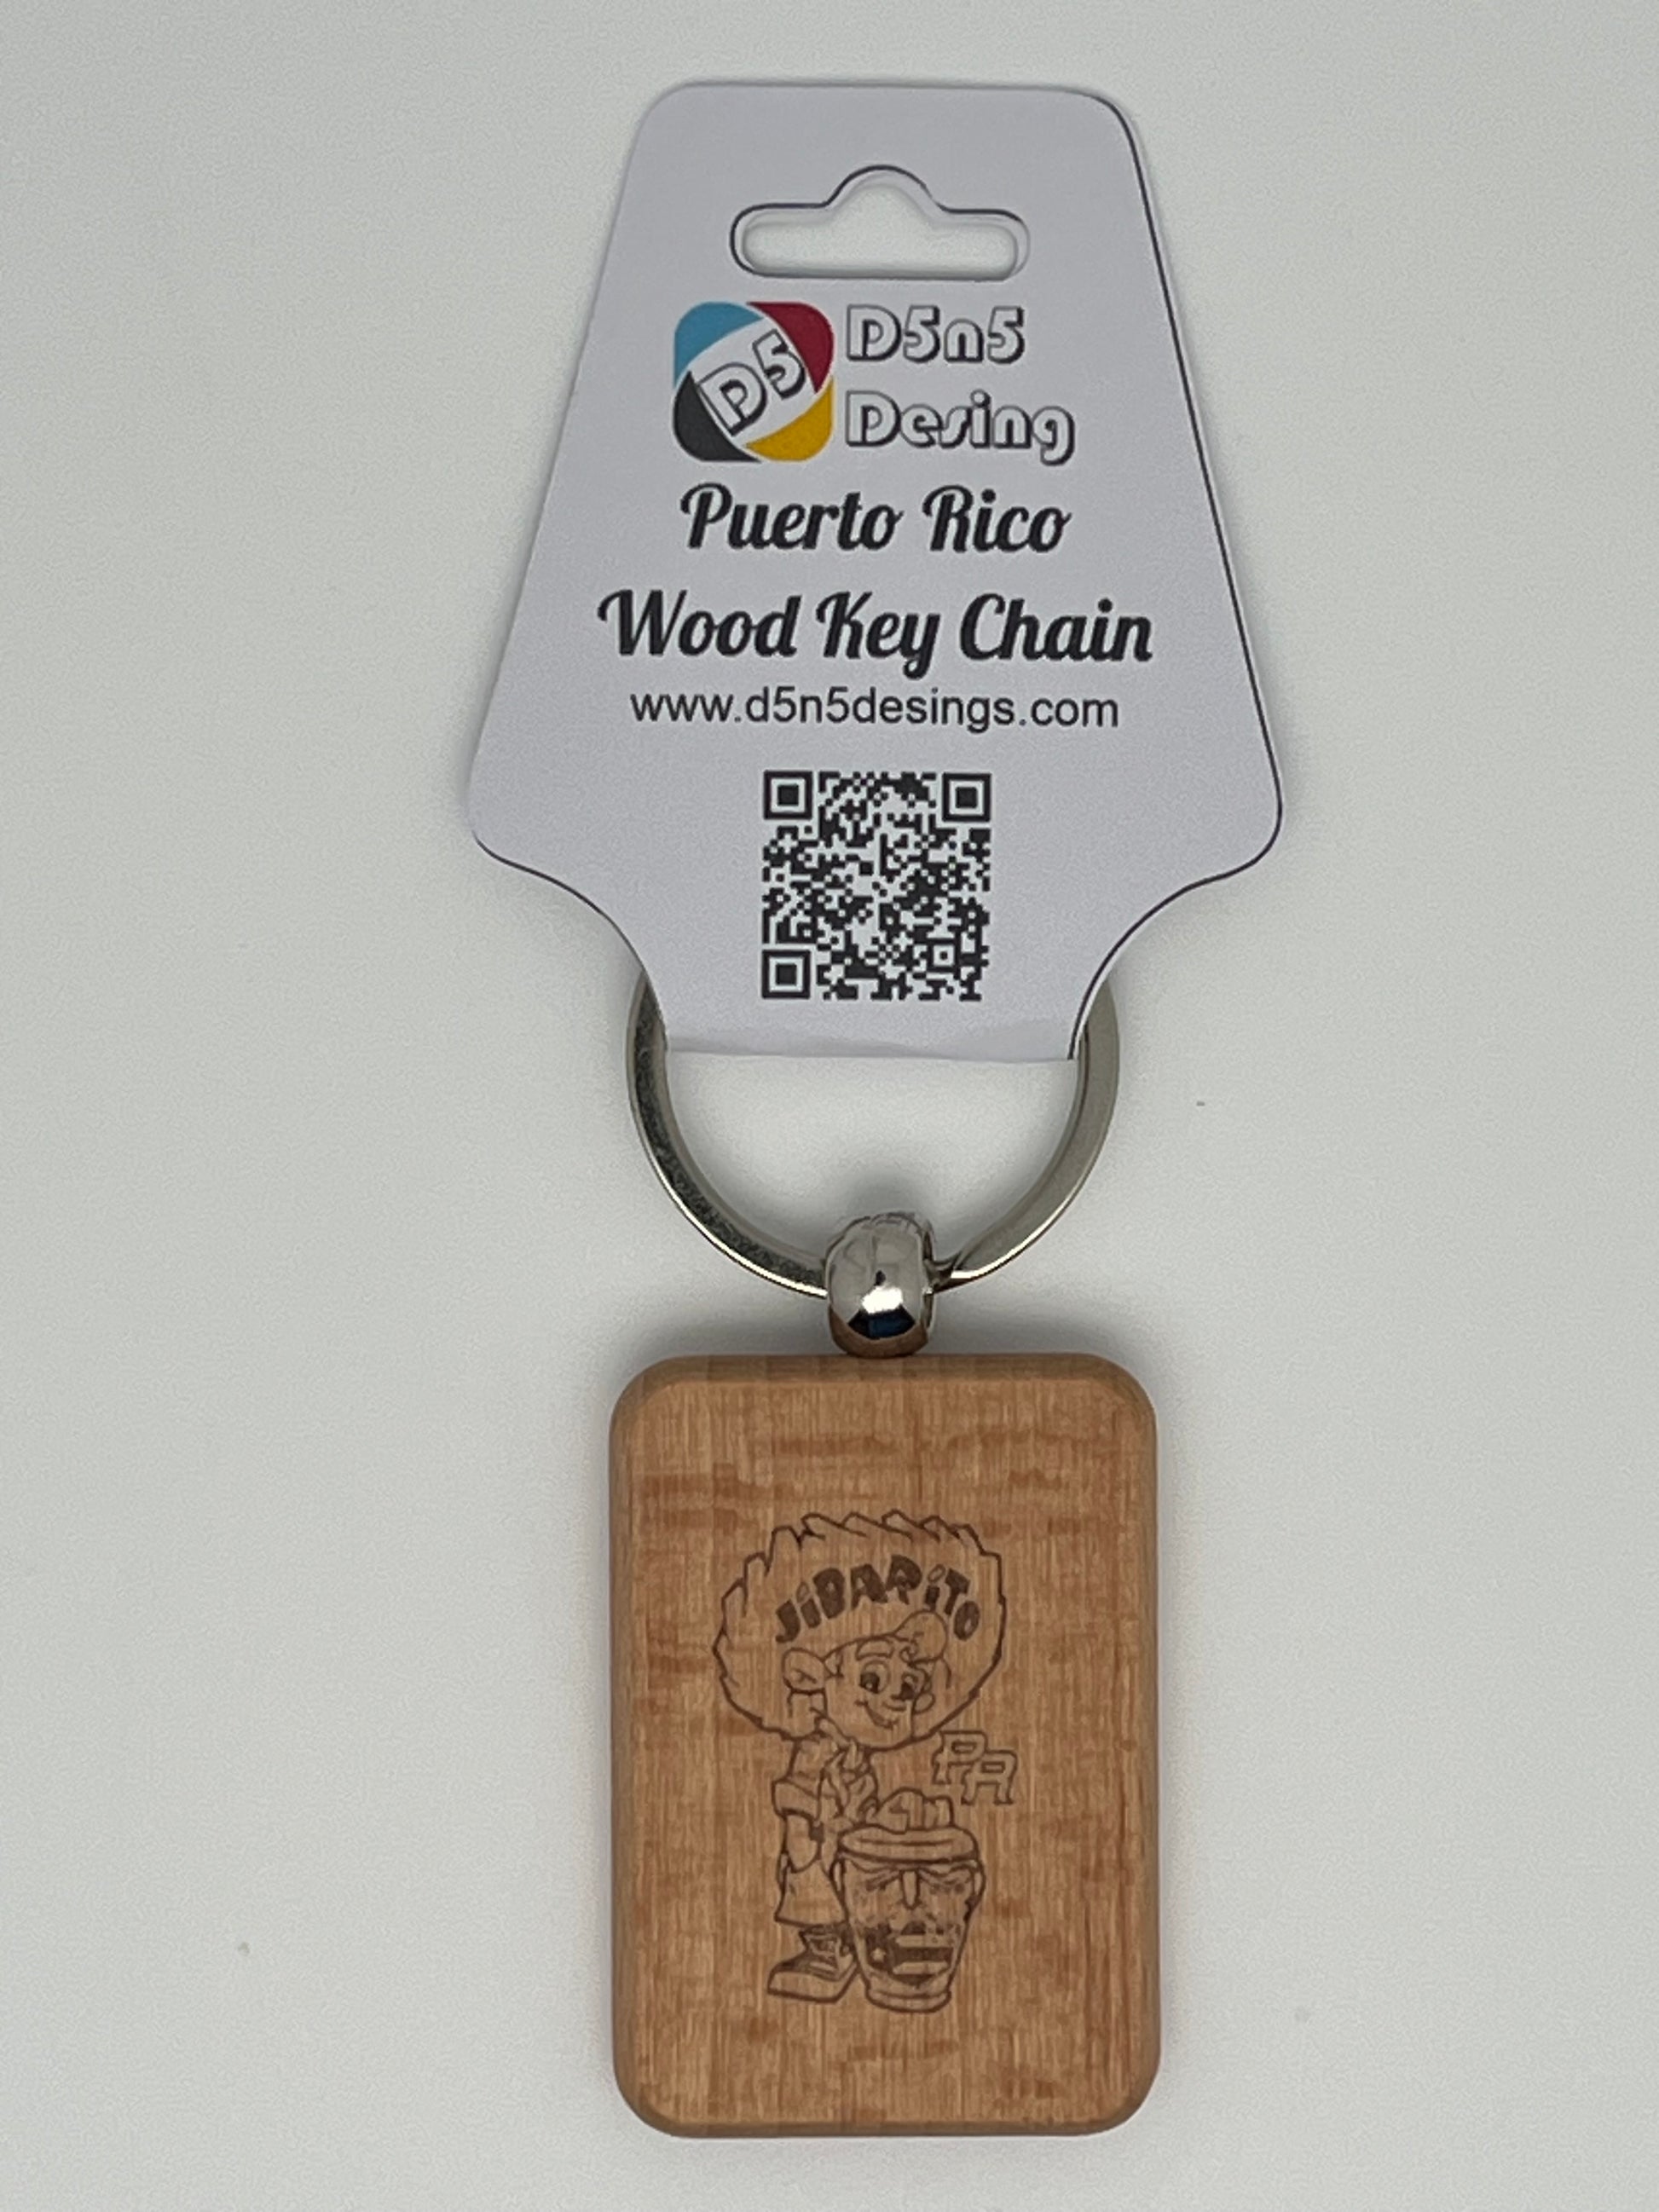 D5
D5n5
Desing
Puerto Rico
Wood Key Chain
www.d5n5desings.com
JiBARiTO
PR